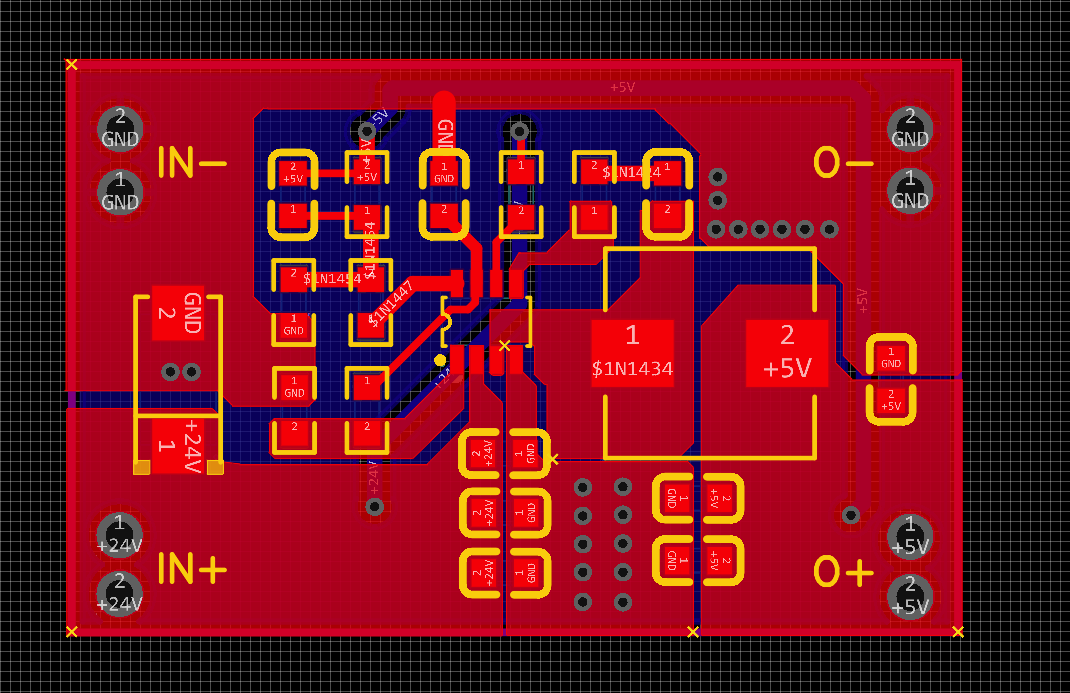 +5V
2
GND
1
GND
IN-
+5V
+5V
GND
2
+5V
1
2
+5V
1
1
GND
2
1
2
2
$1N1424
1
1
2
O-
2
GND
1
GND
$1N1454
2
$1N1454
1
GND
$1N1447
2
GND
1
+24V
1
GND
2
1
2
1
$1N1434
2
+5V
+5V
1
GND
2
+5V
+24V
2
+24V
1
GND
2
+24V
1
GND
2
+24V
1
GND
1
GND
2
+5V
1
GND
2
+5V
1
+24V
2
+24V
IN+
O+
1
+5V
2
+5V